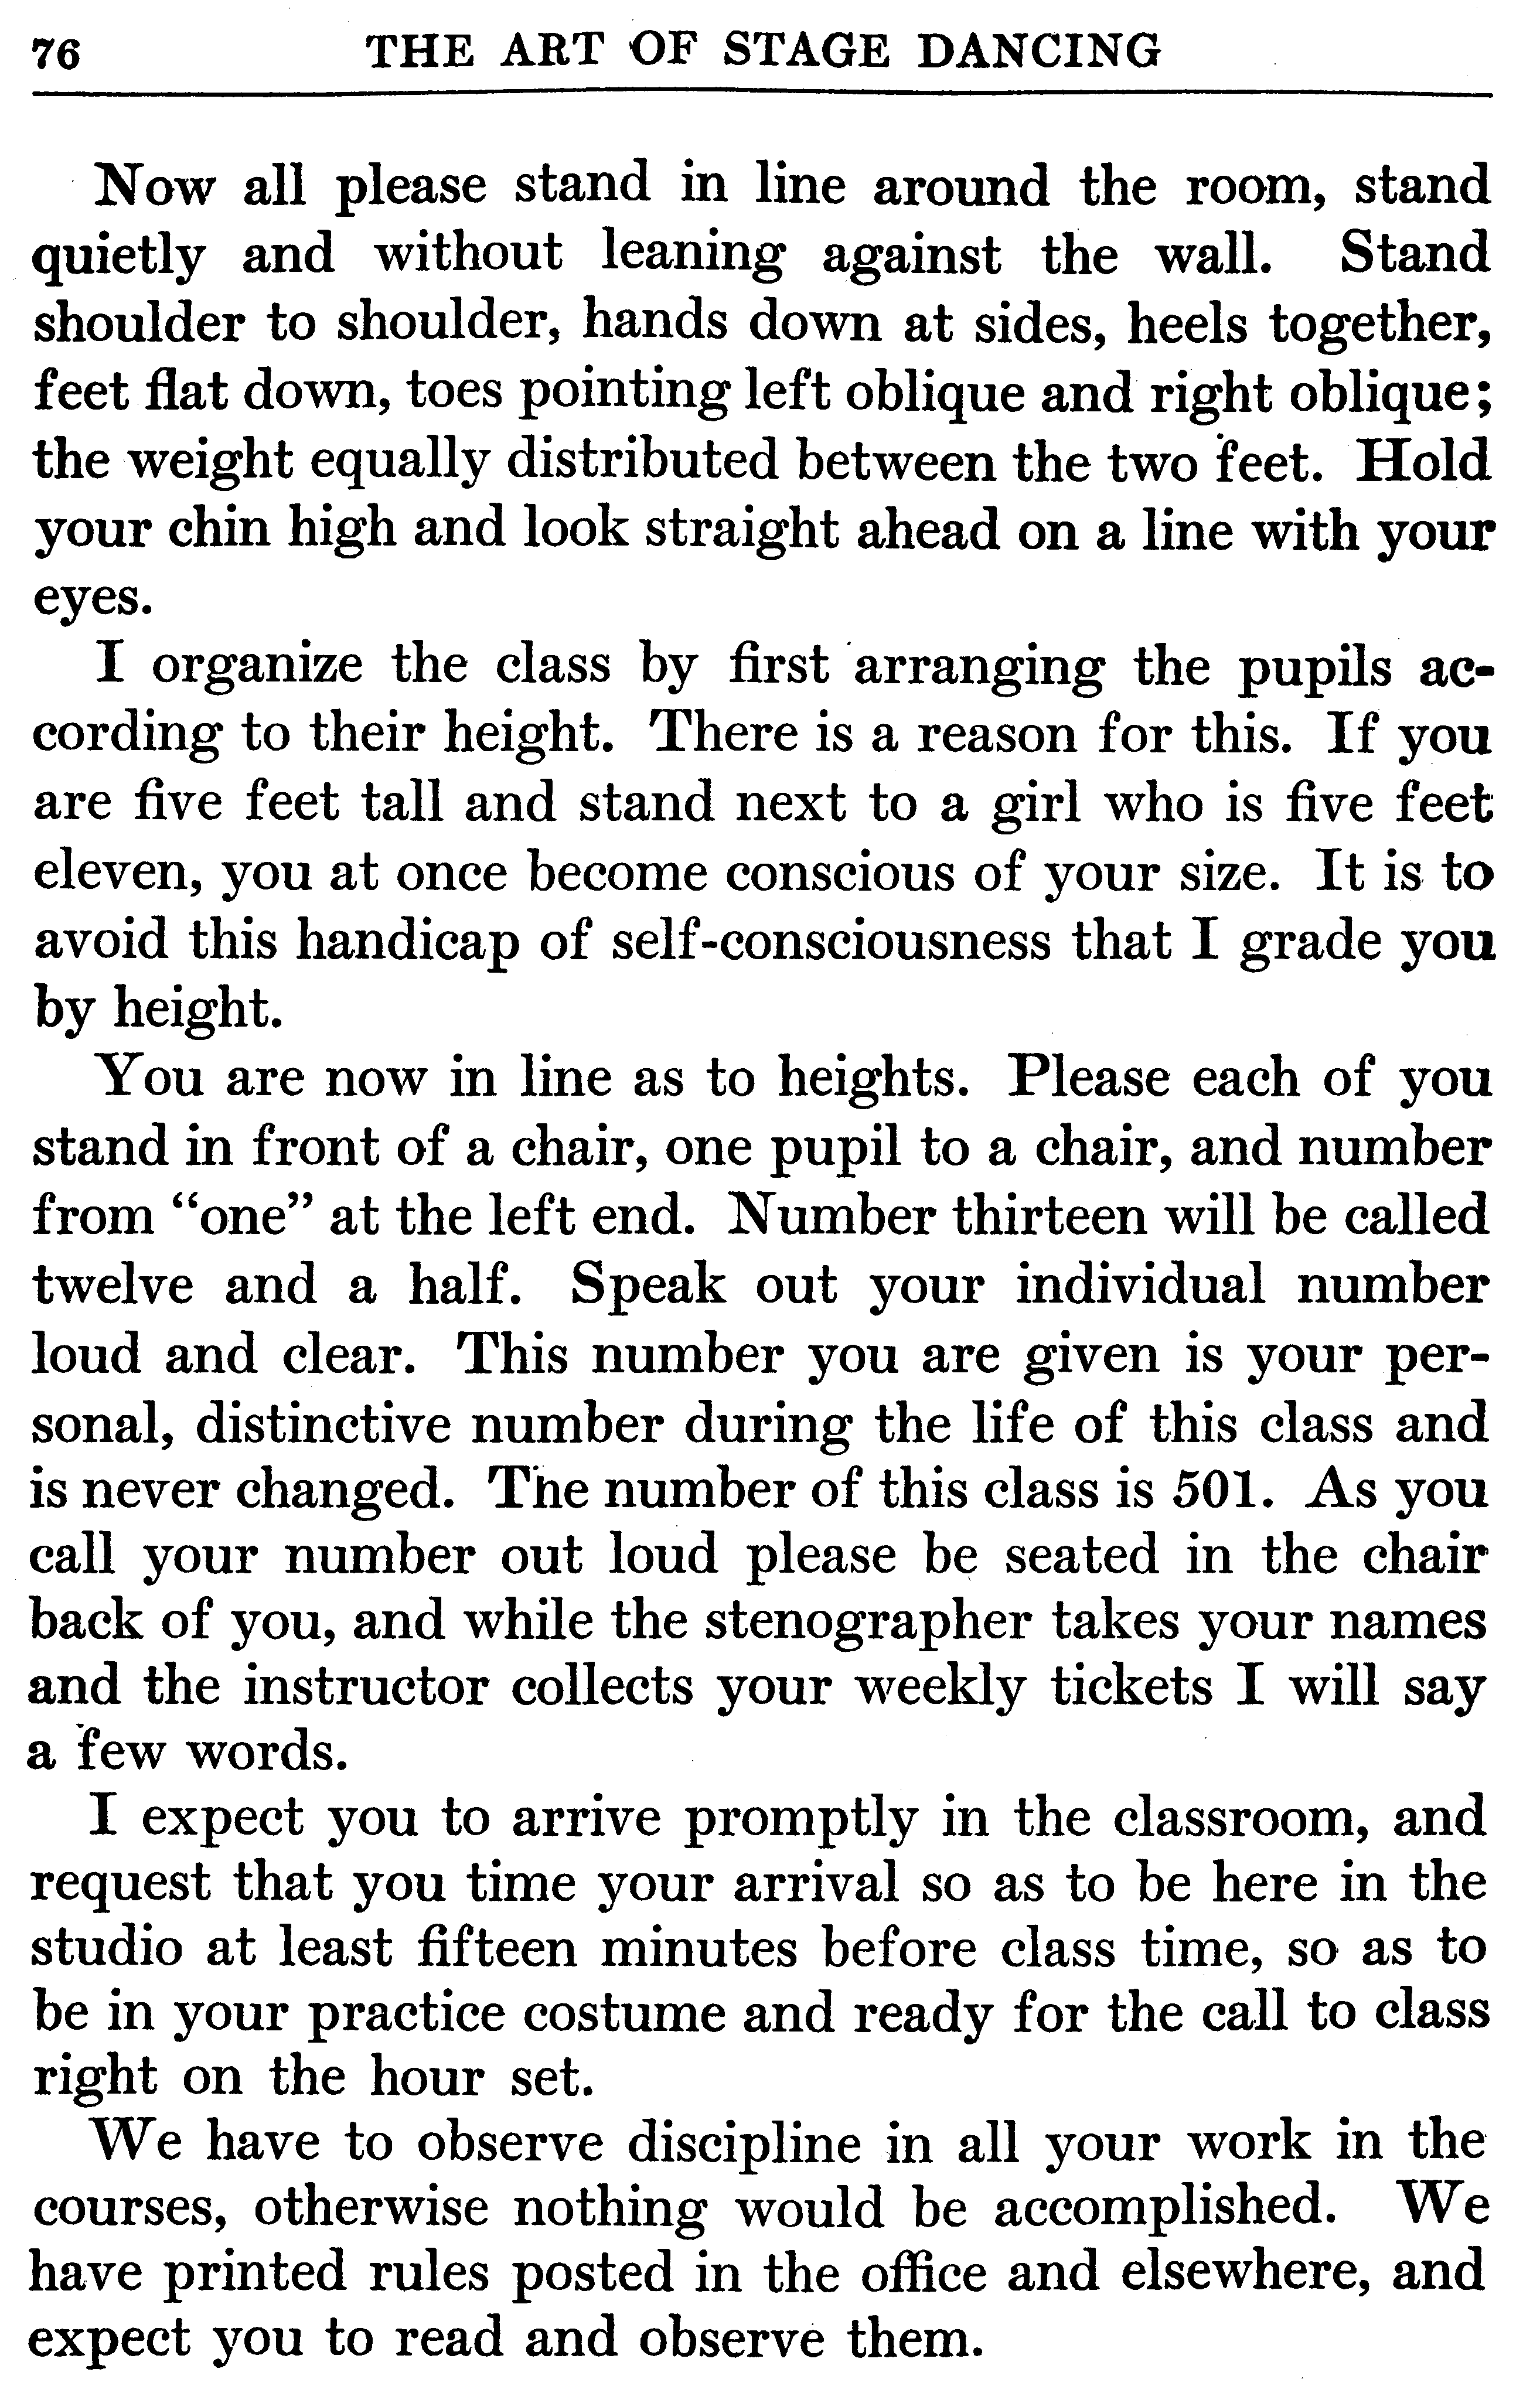 76 THE ART OF STAGE DANCING
Now all please stand in line around the room, stand
quietly and without leaning against the wall. Stand
shoulder to shoulder, hands down at sides, heels together,
feet flat down, toes pointing left oblique and right oblique;
the weight equally distributed between the two feet. Hold
your chin high and look straight ahead on a line with your
eyes.
I organize the class by first arranging the pupils ac-
cording to their height. There is a reason for this. If you
are five feet tall and stand next to a girl who is five feet
eleven, you at once become conscious of your size. It is to
avoid this handicap of self-consciousness that I grade you
by height.
You are now in line as to heights. Please each of you
stand in front of a chair, one pupil to a chair, and number
from “one” at the left end. Number thirteen will be called
twelve and a half. Speak out your individual number
loud and clear. This number you are given is your per-
sonal, distinctive number during the life of this class and
is never changed. The number of this class is 501. As you
call your number out loud please be seated in the chair
back of you, and while the stenographer takes your names
and the instructor collects your weekly tickets I will say
a few words.
I expect you to arrive promptly in the classroom, and
request that you time your arrival so as to be here in the
studio at least fifteen minutes before class time, so as to
be in your practice costume and ready for the call to class
right on the hour set.
We have to observe discipline in all your work in the
courses, otherwise nothing would be accomplished. We
have printed rules posted in the office and elsewhere, and
expect you to read and observe them.